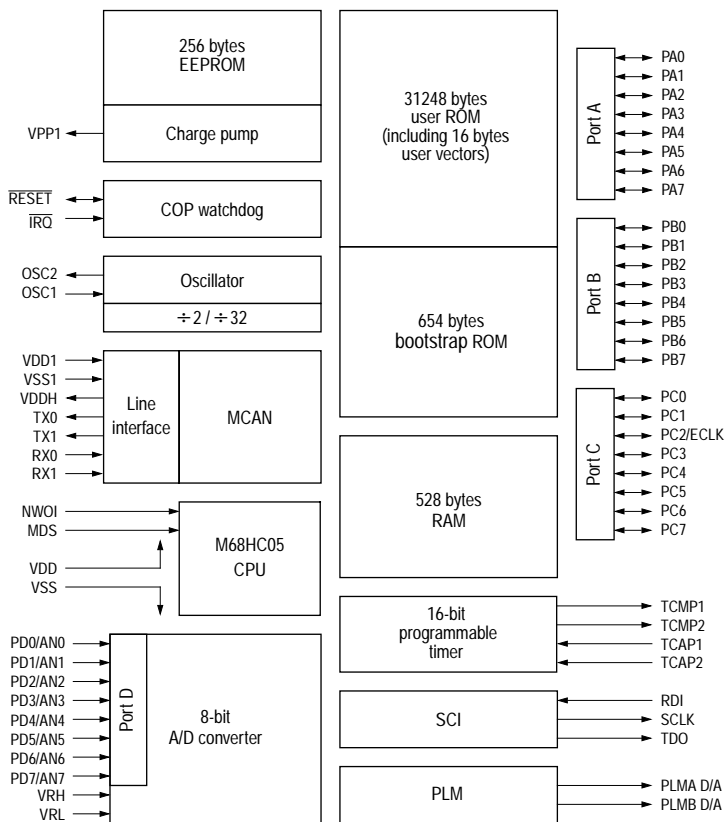 256 bytes
EEPROM
Charge pump
VPP1
COP watchdog
RESET
IRQ
Oscillator
÷2 / ÷32
OSC2
OSC1
VDD1
VSS1
VDDH
TX0
TX1
RX0
RX1
Line
interface
MCAN
NWOI
MDS
VDD
VSS
M68HC05
CPU
PD0/AN0
PD1/AN1
PD2/AN2
PD3/AN3
PD4/AN4
PD5/AN5
PD6/AN6
PD7/AN7
VRH
VRL
Port D
8-bit
A/D converter
31248 bytes
user ROM
(including 16 bytes
user vectors)
654 bytes
bootstrap ROM
528 bytes
RAM
16-bit
programmable
timer
SCI
PLM
Port A
PA0
PA1
PA2
PA3
PA4
PA5
PA6
PA7
Port B
PB0
PB1
PB2
PB3
PB4
PB5
PB6
PB7
Port C
PC0
PC1
PC2/ECLK
PC3
PC4
PC5
PC6
PC7
TCMP1
TCMP2
TCAP1
TCAP2
RDI
SCLK
TDO
PLMA D/A
PLMB D/A